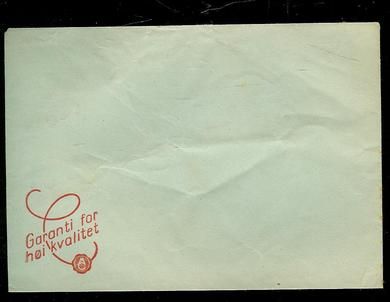 Garanti for
høi kvalitet